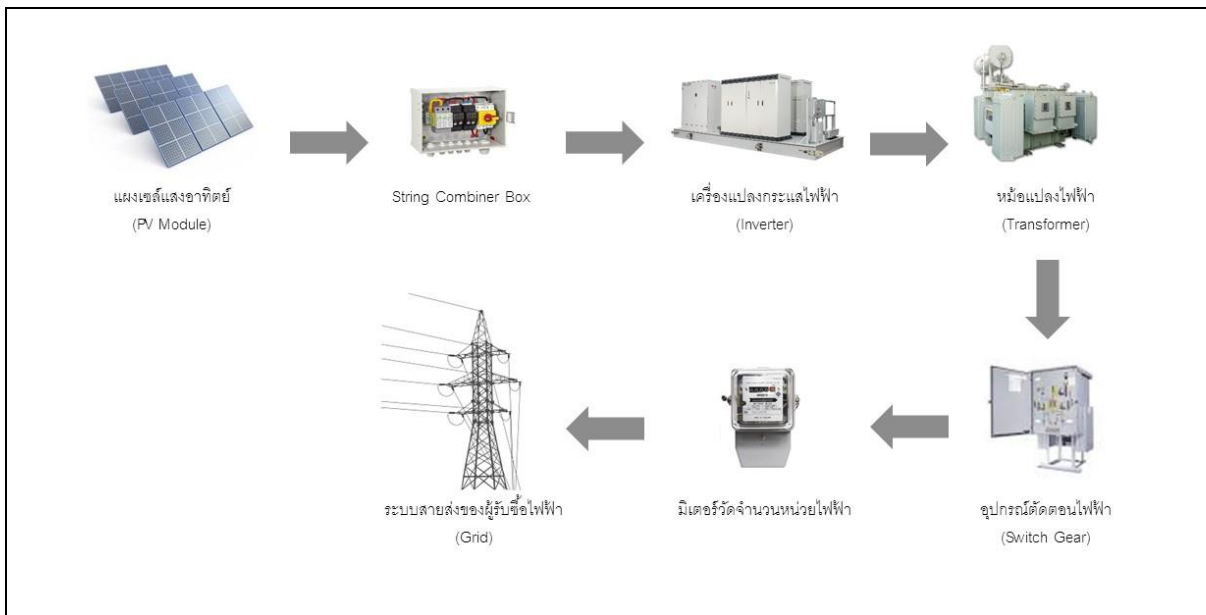 แผงเซล์แสงอาทิตย์
(PV Module)
String Combiner Box
เครื่องแปลงกระแสไฟฟ้า
(Inverter)
หม้อแปลงไฟฟ้า
(Transformer)
ระบบสายส่งของผู้รับซื้อไฟฟ้า
(Grid)
มิเตอร์วัดจำนวนหน่วยไฟฟ้า
อุปกรณ์ตัดตอนไฟฟ้า
(Switch Gear)